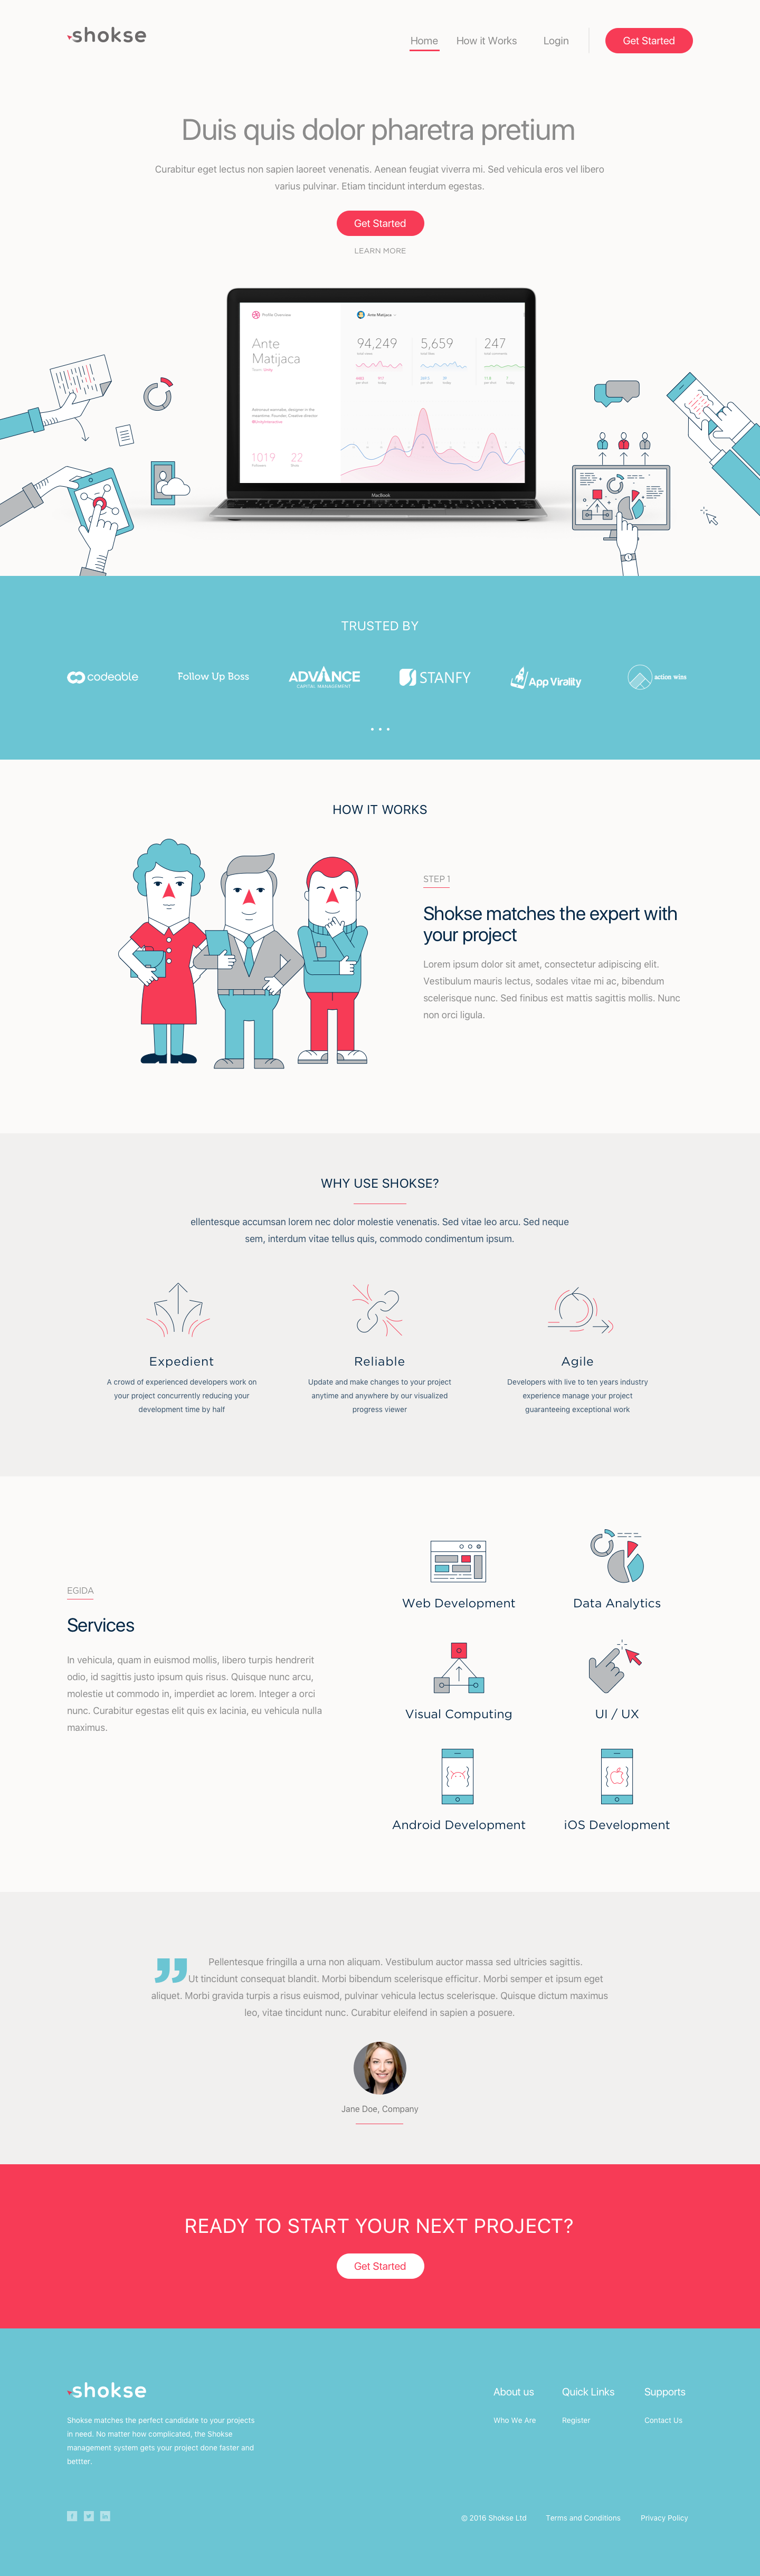 shokse
Home How it Works Login Get Started
Duis quis dolor pharetra pretium
Curabitur eget lectus non sapien laoreet venenatis. Aenean feugiat viverra mi. Sed vehicula eros vel libero
varius pulvinar. Etiam tincidunt interdum egestas.
Get Started
LEARN MORE
Profile Overview
Ante Matijaca
Ante
Matijaca
94,249 5,659 247
1019 22
MacBook
TRUSTED BY
codeable
Follow Up Boss
ADVANCE
CAPITAL MANAGEMENT
STANFY
App Virality
action wins
HOW IT WORKS
STEP 1
Shokse matches the expert with
your project
Lorem ipsum dolor sit amet, consectetur adipiscing elit.
Vestibulum mauris lectus, sodales vitae mi ac, bibendum
scelerisque nunc. Sed finibus est mattis sagittis mollis. Nunc
non orci ligula.
WHY USE SHOKSE?
ellentesque accumsan lorem nec dolor molestie venenatis. Sed vitae leo arcu. Sed neque
sem, interdum vitae tellus quis, commodo condimentum ipsum.
Expedient
A crowd of experienced developers work on
your project concurrently reducing your
development time by half
Reliable
Update and make changes to your project
anytime and anywhere by our visualized
progress viewer
Agile
Developers with live to ten years industry
experience manage your project
guaranteeing exceptional work
EGIDA
Services
In vehicula, quam in euismod mollis, libero turpis hendrerit
odio, id sagittis justo ipsum quis risus. Quisque nunc arcu,
molestie ut commodo in, imperdiet ac lorem. Integer a orci
nunc. Curabitur egestas elit quis ex lacinia, eu vehicula nulla
maximus.
Web Development
Data Analytics
Visual Computing
UI / UX
Android Development
iOS Development
Pellentesque fringilla a urna non aliquam. Vestibulum auctor massa sed ultricies sagittis.
Ut tincidunt consequat blandit. Morbi bibendum scelerisque efficitur. Morbi semper et ipsum eget
aliquet. Morbi gravida turpis a risus euismod, pulvinar vehicula lectus scelerisque. Quisque dictum maximus
leo, vitae tincidunt nunc. Curabitur eleifend in sapien a posuere.
Jane Doe, Company
READY TO START YOUR NEXT PROJECT?
Get Started
shokse
Shokse matches the perfect candidate to your projects
in need. No matter how complicated, the Shokse
management system gets your project done faster and
bettter.
About us Quick Links Supports
Who We Are Register Contact Us
© 2016 Shokse Ltd Terms and Conditions Privacy Policy